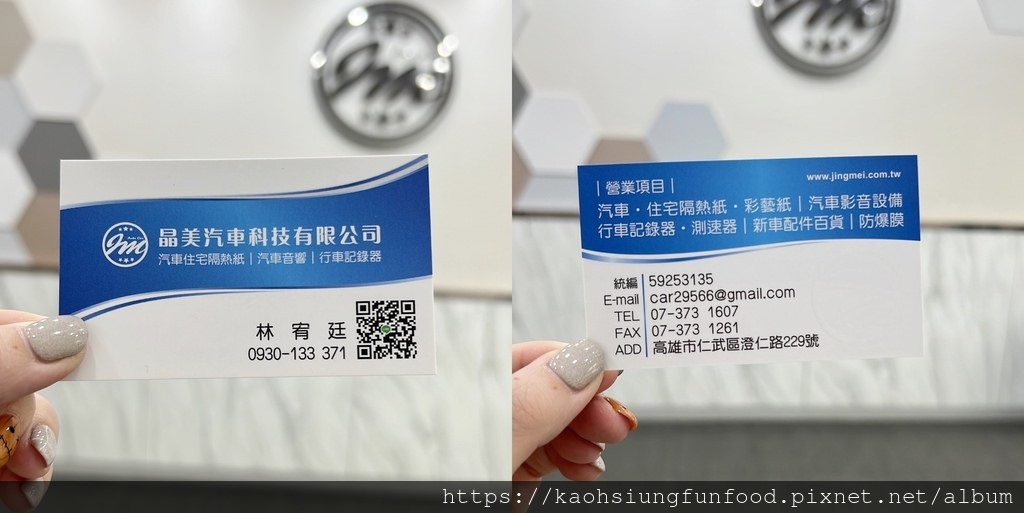 晶美汽車科技有限公司
汽車住宅隔熱紙｜汽車音響｜行車記錄器
林 宥 廷
0930-133 371
www.jingmei.com.tw
｜營業項目｜
汽車・住宅隔熱紙・彩藝紙｜汽車影音設備
行車記錄器・測速器｜新車配件百貨｜防爆膜
統編 59253135
E-mail car29566@gmail.com
TEL 07-373 1607
FAX 07-373 1261
ADD 高雄市仁武區澄仁路229號
https://kaohsiungfunfood.pixnet.net/album